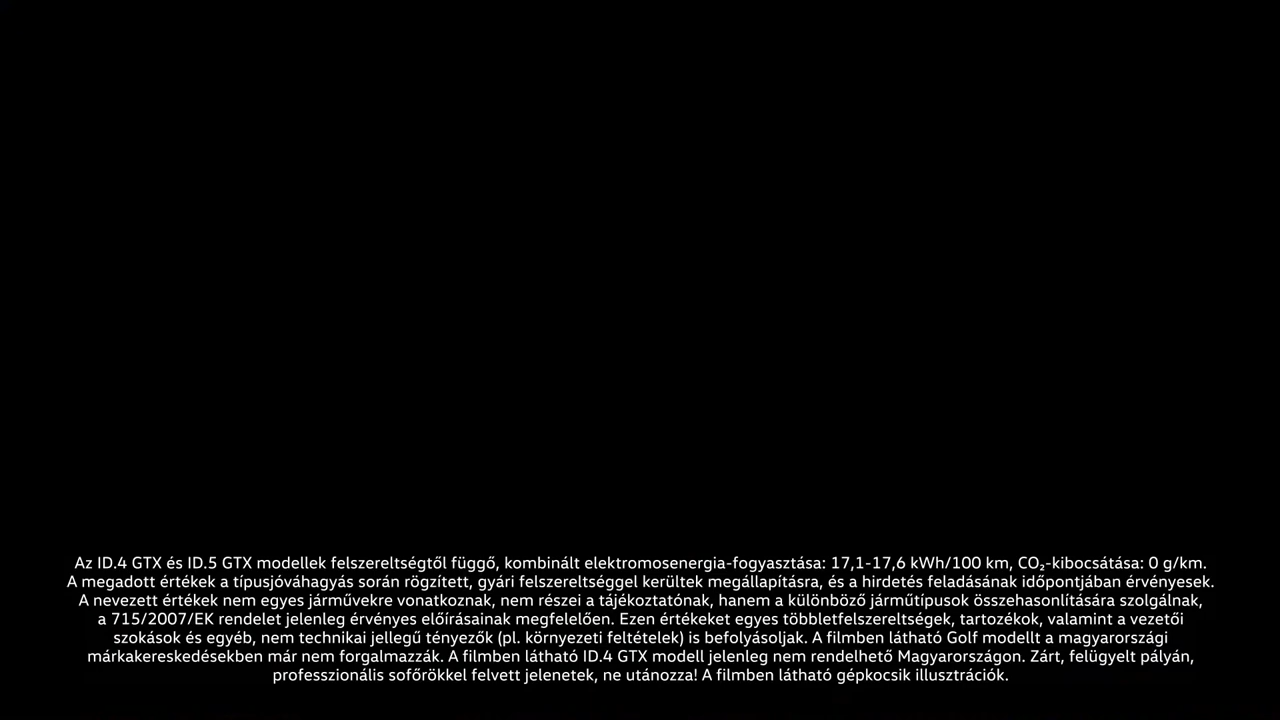 Az ID.4 GTX és ID.5 GTX modellek felszereltségtől függő, kombinált elektromosenergia-fogyasztása: 17,1-17,6 kWh/100 km, CO₂-kibocsátása: 0 g/km.
A megadott értékek a típusjóváhagyás során rögzített, gyári felszereltséggel kerültek megállapításra, és a hirdetés feladásának időpontjában érvényesek.
A nevezett értékek nem egyes járművekre vonatkoznak, nem részei a tájékoztatónak, hanem a különböző járműtípusok összehasonlítására szolgálnak,
a 715/2007/EK rendelet jelenleg érvényes előírásainak megfelelően. Ezen értékeket egyes többletfelszereltségek, tartozékok, valamint a vezetői
szokások és egyéb, nem technikai jellegű tényezők (pl. környezeti feltételek) is befolyásoljak. A filmben látható Golf modellt a magyarországi
márkakereskedésekben már nem forgalmazzák. A filmben látható ID.4 GTX modell jelenleg nem rendelhető Magyarországon. Zárt, felügyelt pályán,
professzionális sofőrökkel felvett jelenetek, ne utánozza! A filmben látható gépkocsik illusztrációk.